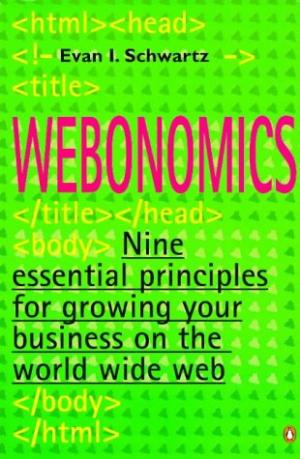 <html><head>
<!– Evan I. Schwartz –>
<title>
WEBONOMICS
</title></head>
<body> Nine
essential principles
for growing your
business on the
world wide web
</body>
</html>